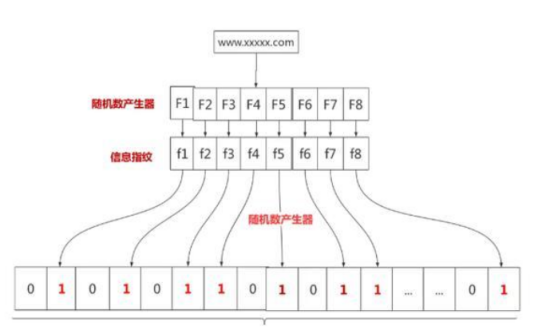 www.xxxxx.com
随机数产生器 F1 F2 F3 F4 F5 F6 F7 F8
信息指纹 f1 f2 f3 f4 f5 f6 f7 f8
随机数产生器
0 1 0 1 0 1 1 0 1 0 1 1 ... ... 0 1